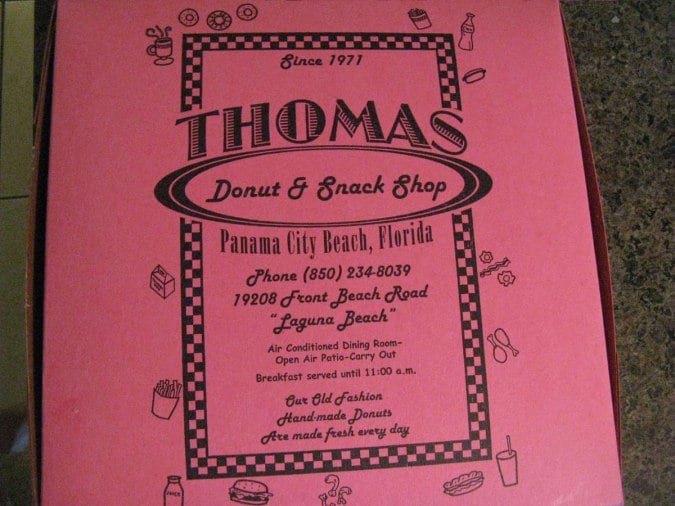 Since 1971
THOMAS
Donut & Snack Shop
Panama City Beach, Florida
Phone (850) 234-8039
19208 Front Beach Road
"Laguna Beach"
Air Conditioned Dining Room-
Open Air Patio-Carry Out
Breakfast served until 11:00 a.m.
Our Old Fashion
Hand-made Donuts
Are made fresh every day